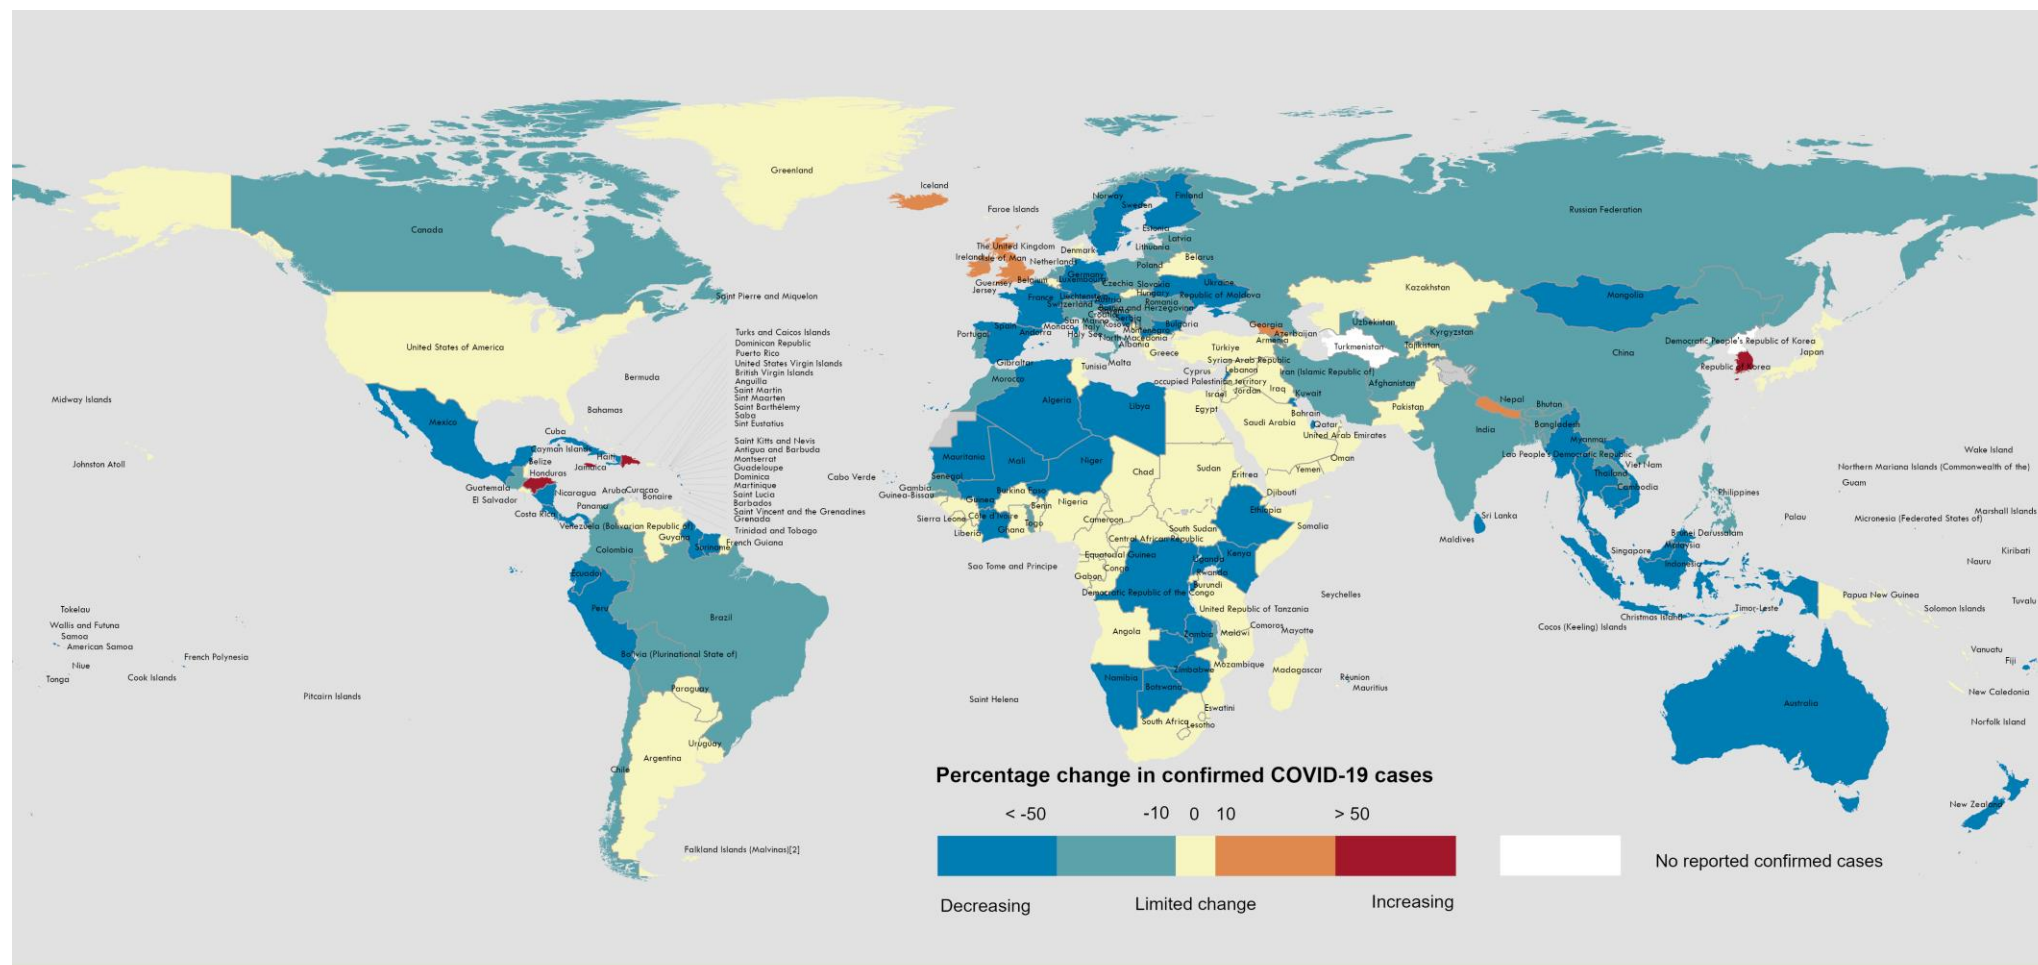 Greenland
Iceland
Faroe Islands
Norway
Sweden
Finland
Russian Federation
Canada
The United Kingdom
Denmark
Estonia
Latvia
Lithuania
Ireland
Isle of Man
Netherlands
Belarus
Poland
Guernsey
Belgium
Germany
Luxembourg
Jersey
Czechia
Slovakia
Ukraine
Kazakhstan
Saint Pierre and Miquelon
France
Liechtenstein
Hungary
Republic of Moldova
Mongolia
Switzerland
Romania
Bosnia and Herzegovina
Croatia
San Marino
Serbia
Spain
Andorra
Monaco
Italy
Kosovo
Bulgaria
Montenegro
Georgia
Uzbekistan
Kyrgyzstan
Portugal
Holy See
North Macedonia
Azerbaijan
Armenia
Albania
Turks and Caicos Islands
Dominican Republic
Puerto Rico
United States Virgin Islands
British Virgin Islands
Anguilla
Saint Martin
Sint Maarten
Saint Barthélemy
Saba
Sint Eustatius
United States of America
Türkiye
Turkmenistan
Tajikistan
Democratic People's Republic of Korea
Greece
China
Japan
Gibraltar
Tunisia
Malta
Syrian Arab Republic
Republic of Korea
Cyprus
Lebanon
Iran (Islamic Republic of)
Bermuda
Morocco
occupied Palestinian territory
Afghanistan
Israel
Jordan
Iraq
Kuwait
Midway Islands
Algeria
Libya
Egypt
Pakistan
Nepal
Bhutan
Bahamas
Bahrain
Mexico
Saudi Arabia
Qatar
Bangladesh
India
Cuba
United Arab Emirates
Myanmar
Saint Kitts and Nevis
Antigua and Barbuda
Montserrat
Guadeloupe
Dominica
Martinique
Saint Lucia
Barbados
Saint Vincent and the Grenadines
Grenada
Trinidad and Tobago
Cayman Islands
Haiti
Wake Island
Johnston Atoll
Belize
Jamaica
Mauritania
Mali
Niger
Oman
Lao People's Democratic Republic
Viet Nam
Northern Mariana Islands (Commonwealth of the)
Honduras
Cabo Verde
Senegal
Chad
Sudan
Eritrea
Yemen
Thailand
Guam
Guatemala
Nicaragua
Aruba
Curacao
Bonaire
Gambia
Guinea-Bissau
Guinea
Burkina Faso
Djibouti
Cambodia
Philippines
El Salvador
Panama
Benin
Nigeria
Ethiopia
Costa Rica
Sierra Leone
Côte d'Ivoire
Togo
Cameroon
Sri Lanka
Palau
Marshall Islands
Micronesia (Federated States of)
Venezuela (Bolivarian Republic of)
Liberia
Ghana
South Sudan
Somalia
Guyana
Suriname
French Guiana
Central African Republic
Maldives
Brunei Darussalam
Malaysia
Colombia
Equatorial Guinea
Uganda
Kenya
Singapore
Kiribati
Ecuador
Sao Tome and Principe
Gabon
Congo
Rwanda
Burundi
Indonesia
Nauru
Democratic Republic of the Congo
Seychelles
Papua New Guinea
Tokelau
Peru
Brazil
United Republic of Tanzania
Timor-Leste
Solomon Islands
Tuvalu
Wallis and Futuna
Samoa
American Samoa
Angola
Zambia
Malawi
Comoros
Mayotte
Christmas Island
Cocos (Keeling) Islands
French Polynesia
Bolivia (Plurinational State of)
Mozambique
Vanuatu
Fiji
Niue
Zimbabwe
Madagascar
Tonga
Cook Islands
Namibia
Réunion
Mauritius
Pitcairn Islands
Paraguay
Botswana
Saint Helena
New Caledonia
Australia
Eswatini
South Africa
Lesotho
Norfolk Island
Uruguay
Argentina
Chile
New Zealand
Falkland Islands (Malvinas)[2]
Percentage change in confirmed COVID-19 cases
< -50 -10 0 10 > 50
No reported confirmed cases
Decreasing Limited change Increasing